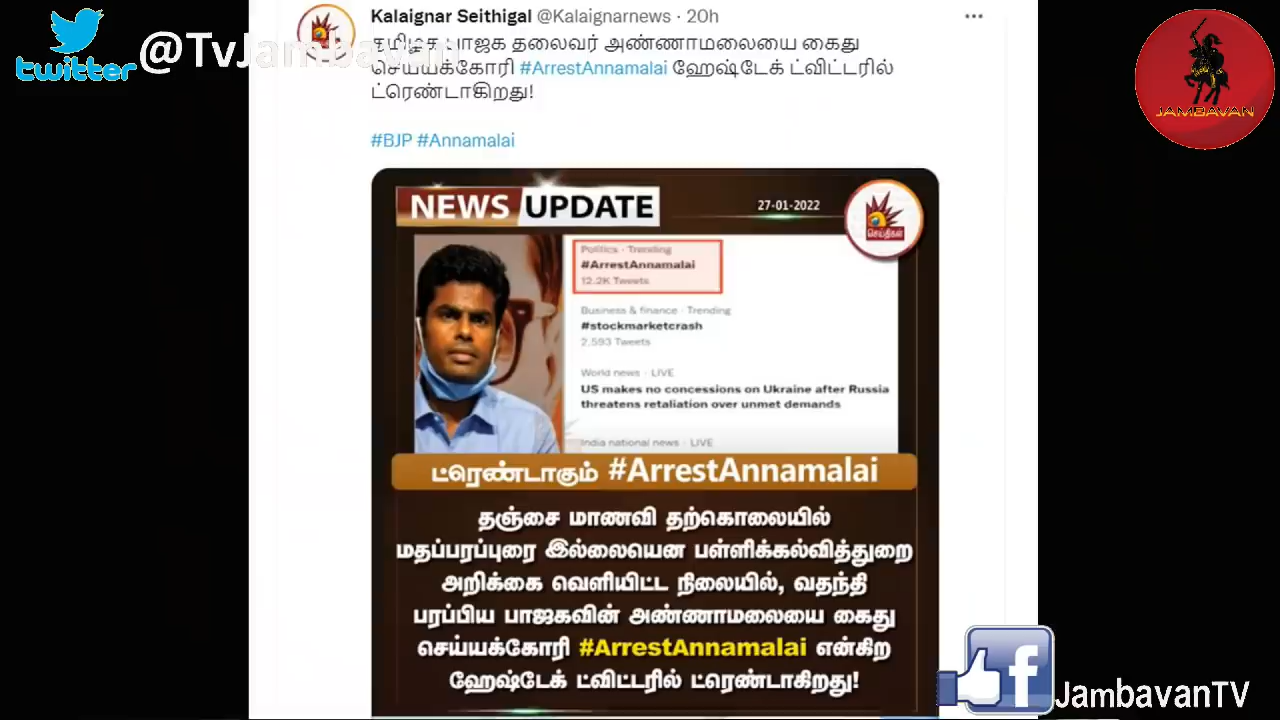 Kalaignar Seithigal @Kalaignarnews · 20h
தமிழக பாஜக தலைவர் அண்ணாமலையை கைது
செய்யக்கோரி #ArrestAnnamalai ஹேஷ்டேக் ட்விட்டரில்
ட்ரெண்டாகிறது!
#BJP #Annamalai
twitter
@TvJambavan
JAMBAVAN
NEWS UPDATE
27-01-2022
செய்திகள்
Politics · Trending
#ArrestAnnamalai
12.2K Tweets
Business & finance · Trending
#stockmarketcrash
2,593 Tweets
World news · LIVE
US makes no concessions on Ukraine after Russia
threatens retaliation over unmet demands
India national news · LIVE
ட்ரெண்டாகும் #ArrestAnnamalai
தஞ்சை மாணவி தற்கொலையில்
மதப்பரப்புரை இல்லையென பள்ளிக்கல்வித்துறை
அறிக்கை வெளியிட்ட நிலையில், வதந்தி
பரப்பிய பாஜகவின் அண்ணாமலையை கைது
செய்யக்கோரி #ArrestAnnamalai என்கிற
ஹேஷ்டேக் ட்விட்டரில் ட்ரெண்டாகிறது!
JambavanTV